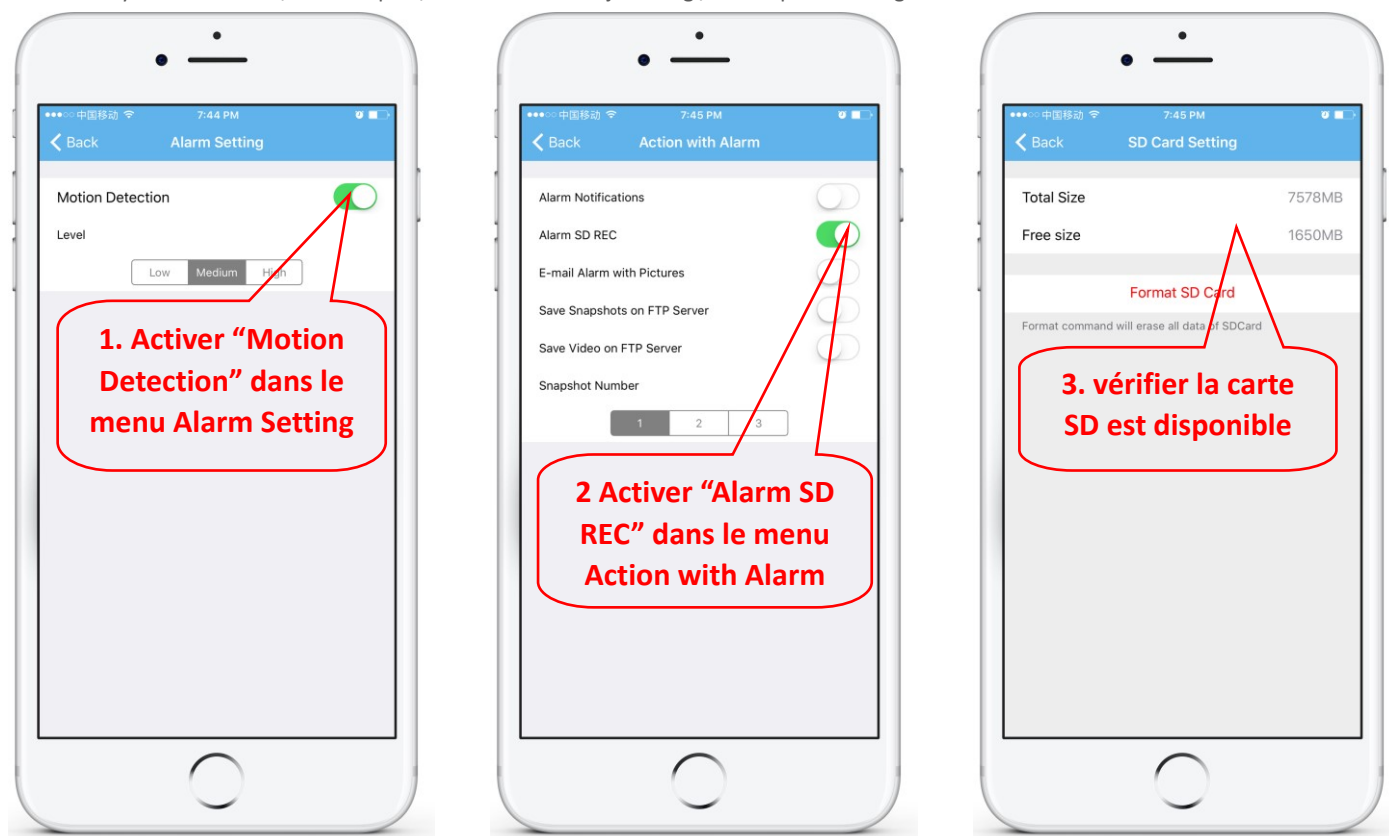 中国移动 7:44 PM
Back Alarm Setting
Motion Detection
Level
Low Medium High
1. Activer “Motion
Detection” dans le
menu Alarm Setting
中国移动 7:45 PM
Back Action with Alarm
Alarm Notifications
Alarm SD REC
E-mail Alarm with Pictures
Save Snapshots on FTP Server
Save Video on FTP Server
Snapshot Number
1 2 3
2 Activer “Alarm SD
REC” dans le menu
Action with Alarm
中国移动 7:45 PM
Back SD Card Setting
Total Size 7578MB
Free size 1650MB
Format SD Card
Format command will erase all data of SDCard
3. vérifier la carte
SD est disponible